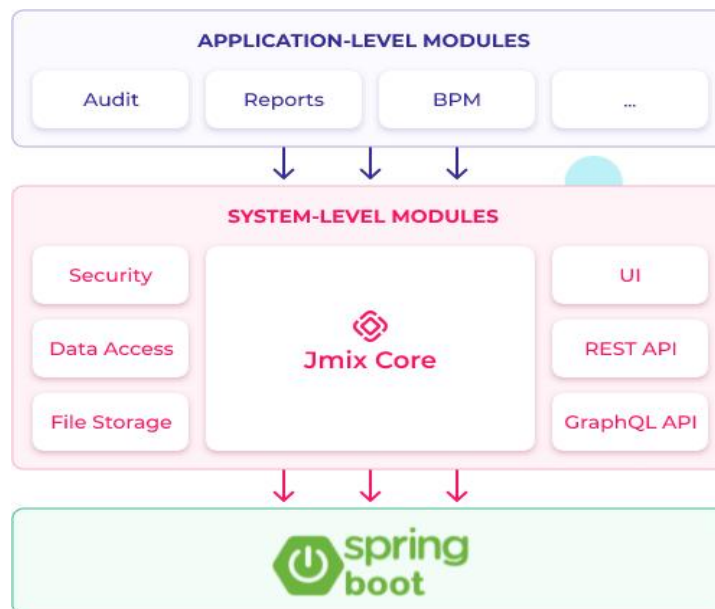 APPLICATION-LEVEL MODULES
Audit
Reports
BPM
...
SYSTEM-LEVEL MODULES
Security
Data Access
File Storage
Jmix Core
UI
REST API
GraphQL API
spring
boot